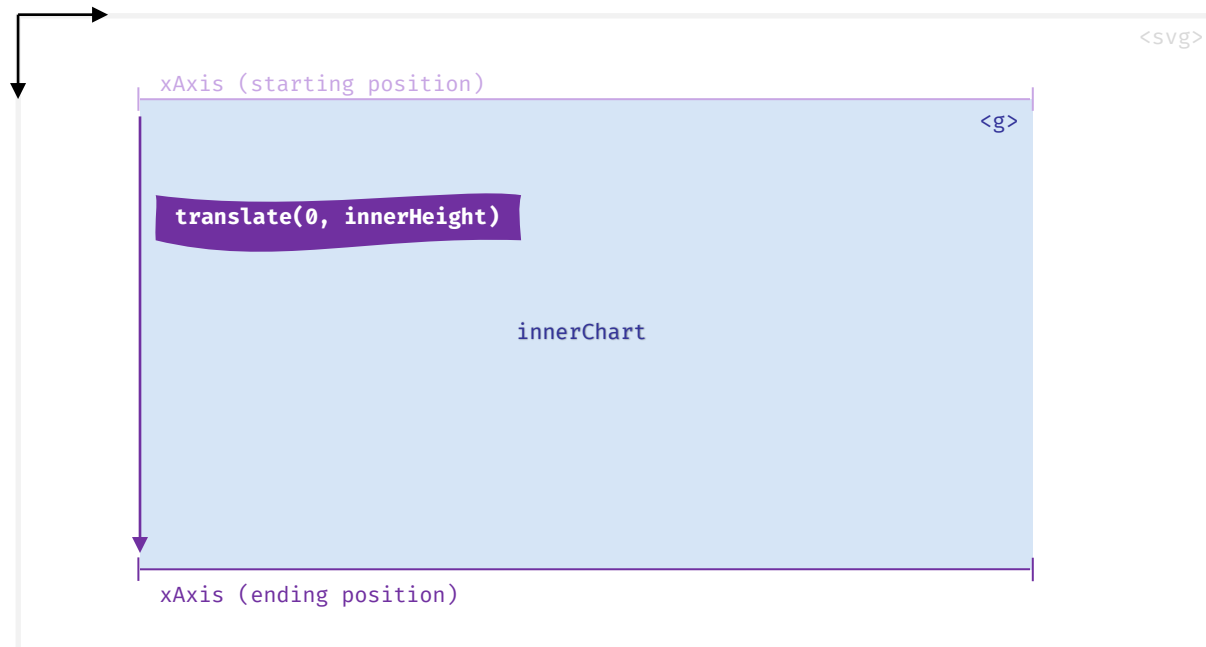 <svg>
xAxis (starting position)
<g>
translate(0, innerHeight)
innerChart
xAxis (ending position)